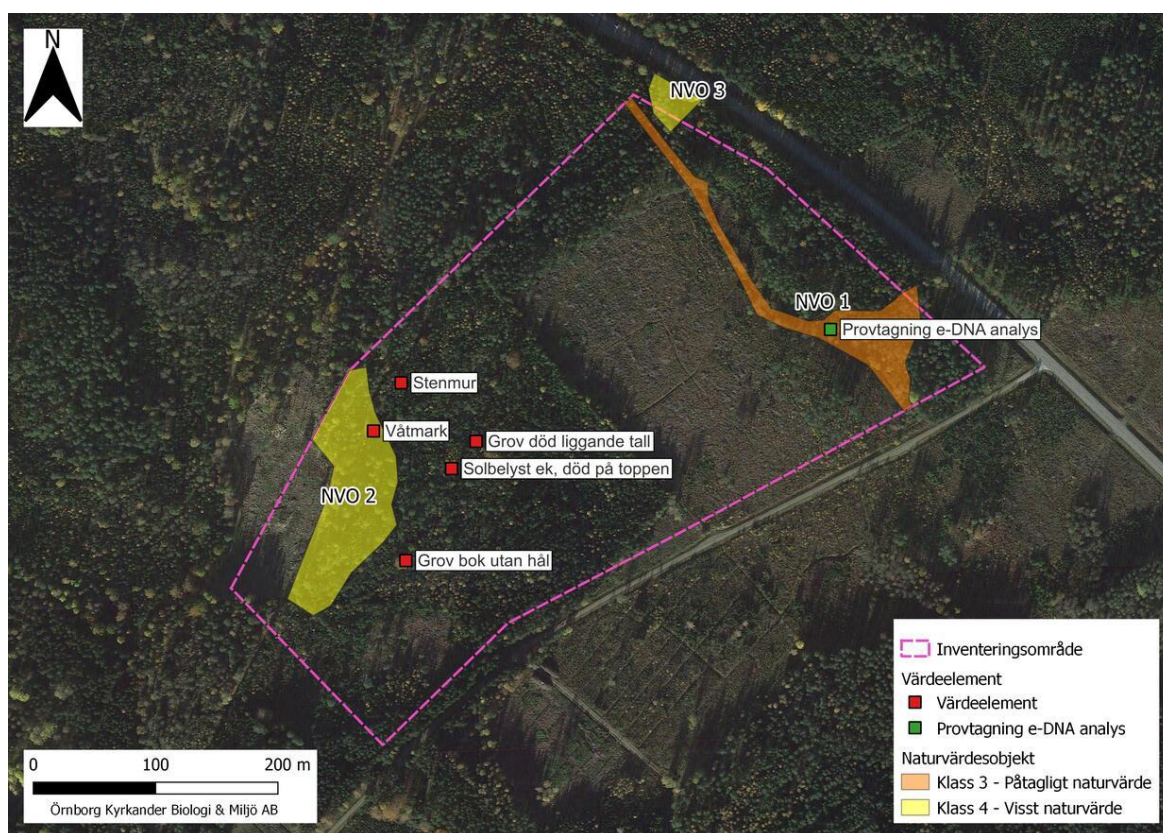 N
NVO 3
NVO 1
Provtagning e-DNA analys
Stenmur
Våtmark
Grov död liggande tall
Solbelyst ek, död på toppen
NVO 2
Grov bok utan hål
Inventeringsområde
Värdeelement
Värdeelement
Provtagning e-DNA analys
Naturvärdesobjekt
Klass 3 - Påtagligt naturvärde
Klass 4 - Visst naturvärde
0 100 200 m
Örnborg Kyrkander Biologi & Miljö AB